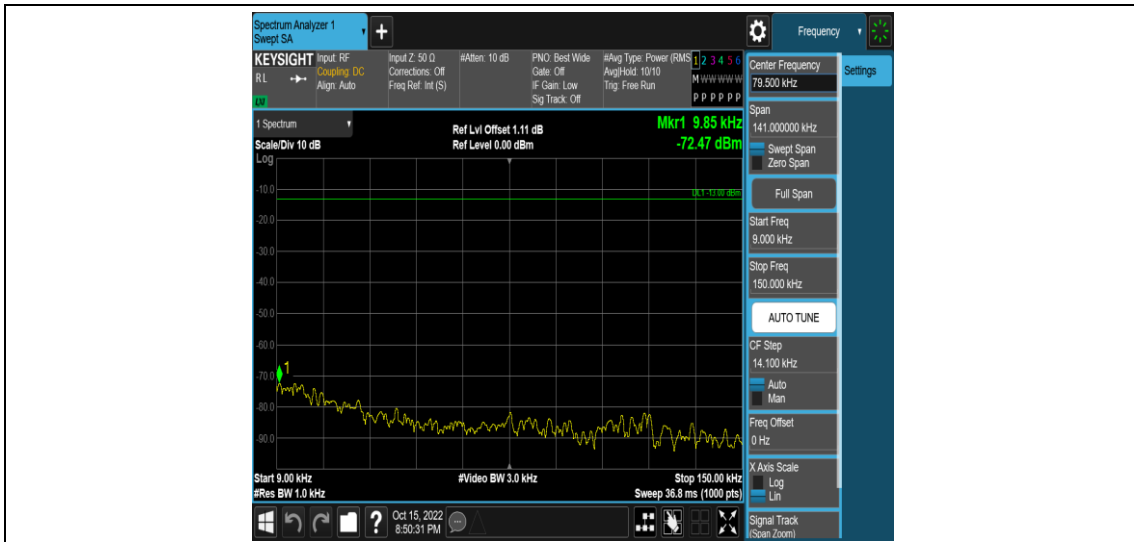 Spectrum Analyzer 1
Swept SA
+
Frequency
KEYSIGHT
RL
LXI
Input: RF
Coupling: DC
Align: Auto
Input Z: 50 Ω
Corrections: Off
Freq Ref: Int (S)
#Atten: 10 dB
PNO: Best Wide
Gate: Off
IF Gain: Low
Sig Track: Off
#Avg Type: Power (RMS
Avg|Hold: 10/10
Trig: Free Run
1 2 3 4 5 6
M W W W W W
P P P P P P
1 Spectrum
Scale/Div 10 dB
Log
Ref Lvl Offset 1.11 dB
Ref Level 0.00 dBm
Mkr1 9.85 kHz
-72.47 dBm
DL1 -13.00 dBm
-10.0
-20.0
-30.0
-40.0
-50.0
-60.0
-70.0
-80.0
-90.0
1
Start 9.00 kHz
#Res BW 1.0 kHz
#Video BW 3.0 kHz
Stop 150.00 kHz
Sweep 36.8 ms (1000 pts)
Center Frequency
79.500 kHz
Settings
Span
141.000000 kHz
Swept Span
Zero Span
Full Span
Start Freq
9.000 kHz
Stop Freq
150.000 kHz
AUTO TUNE
CF Step
14.100 kHz
Auto
Man
Freq Offset
0 Hz
X Axis Scale
Log
Lin
Signal Track
(Span Zoom)
?
Oct 15, 2022
8:50:31 PM